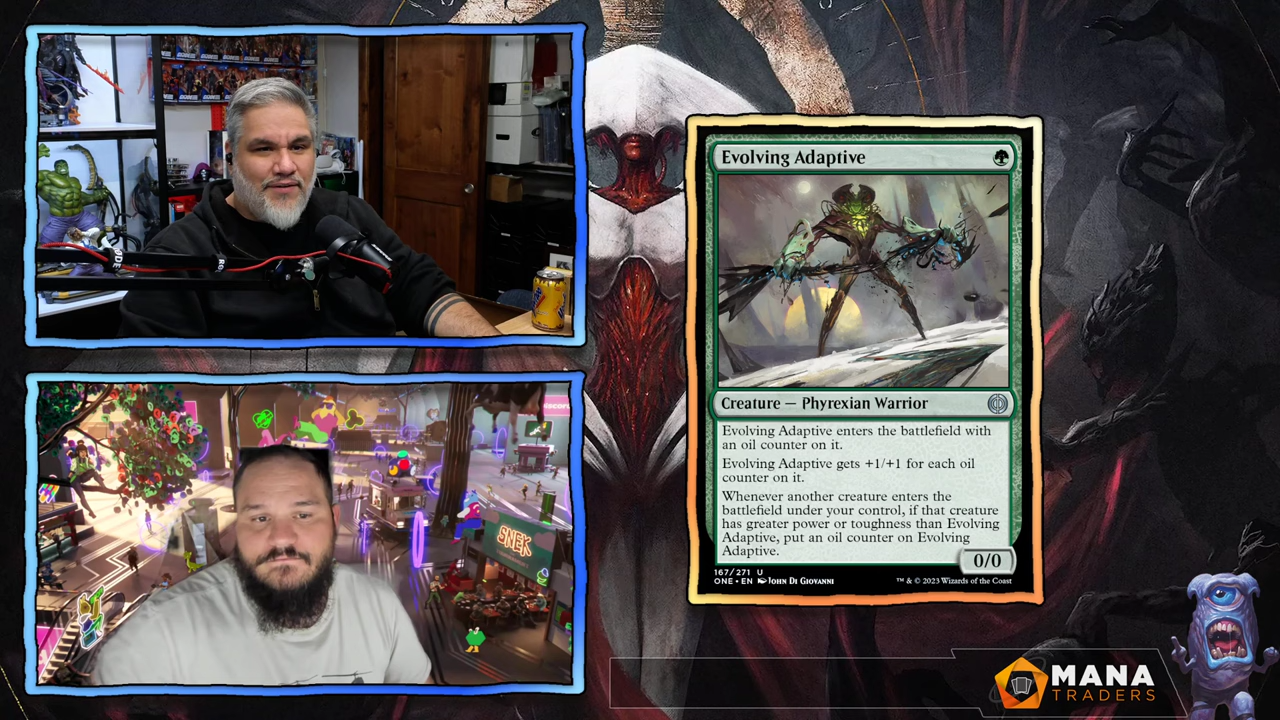 Evolving Adaptive
Creature — Phyrexian Warrior
Evolving Adaptive enters the battlefield with
an oil counter on it.
Evolving Adaptive gets +1/+1 for each oil
counter on it.
Whenever another creature enters the
battlefield under your control, if that creature
has greater power or toughness than Evolving
Adaptive, put an oil counter on Evolving
Adaptive.
0/0
167/271 U
ONE • EN John Di Giovanni
™ & © 2023 Wizards of the Coast
SNEK
MANA
TRADERS